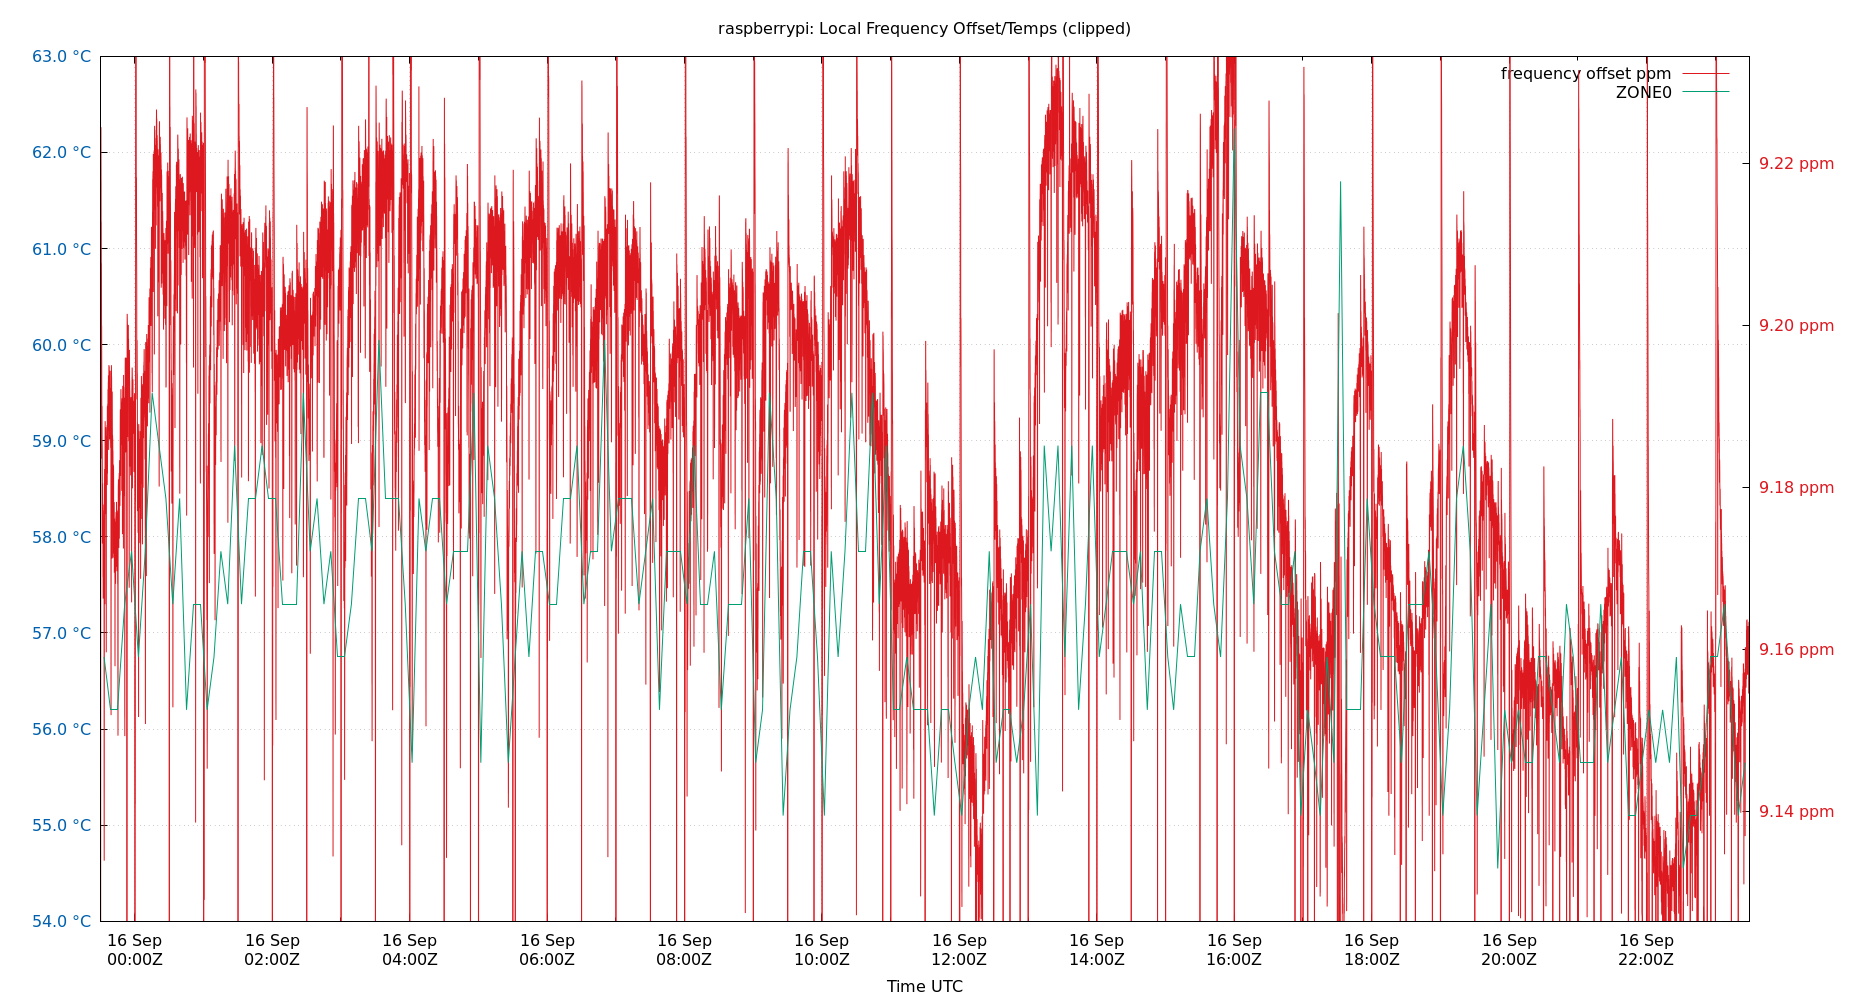 raspberrypi: Local Frequency Offset/Temps (clipped)
63.0 °C
62.0 °C
61.0 °C
60.0 °C
59.0 °C
58.0 °C
57.0 °C
56.0 °C
55.0 °C
54.0 °C
frequency offset ppm
ZONE0
9.22 ppm
9.20 ppm
9.18 ppm
9.16 ppm
9.14 ppm
16 Sep 16 Sep 16 Sep 16 Sep 16 Sep 16 Sep 16 Sep 16 Sep 16 Sep 16 Sep 16 Sep 16 Sep
00:00Z 02:00Z 04:00Z 06:00Z 08:00Z 10:00Z 12:00Z 14:00Z 16:00Z 18:00Z 20:00Z 22:00Z
Time UTC